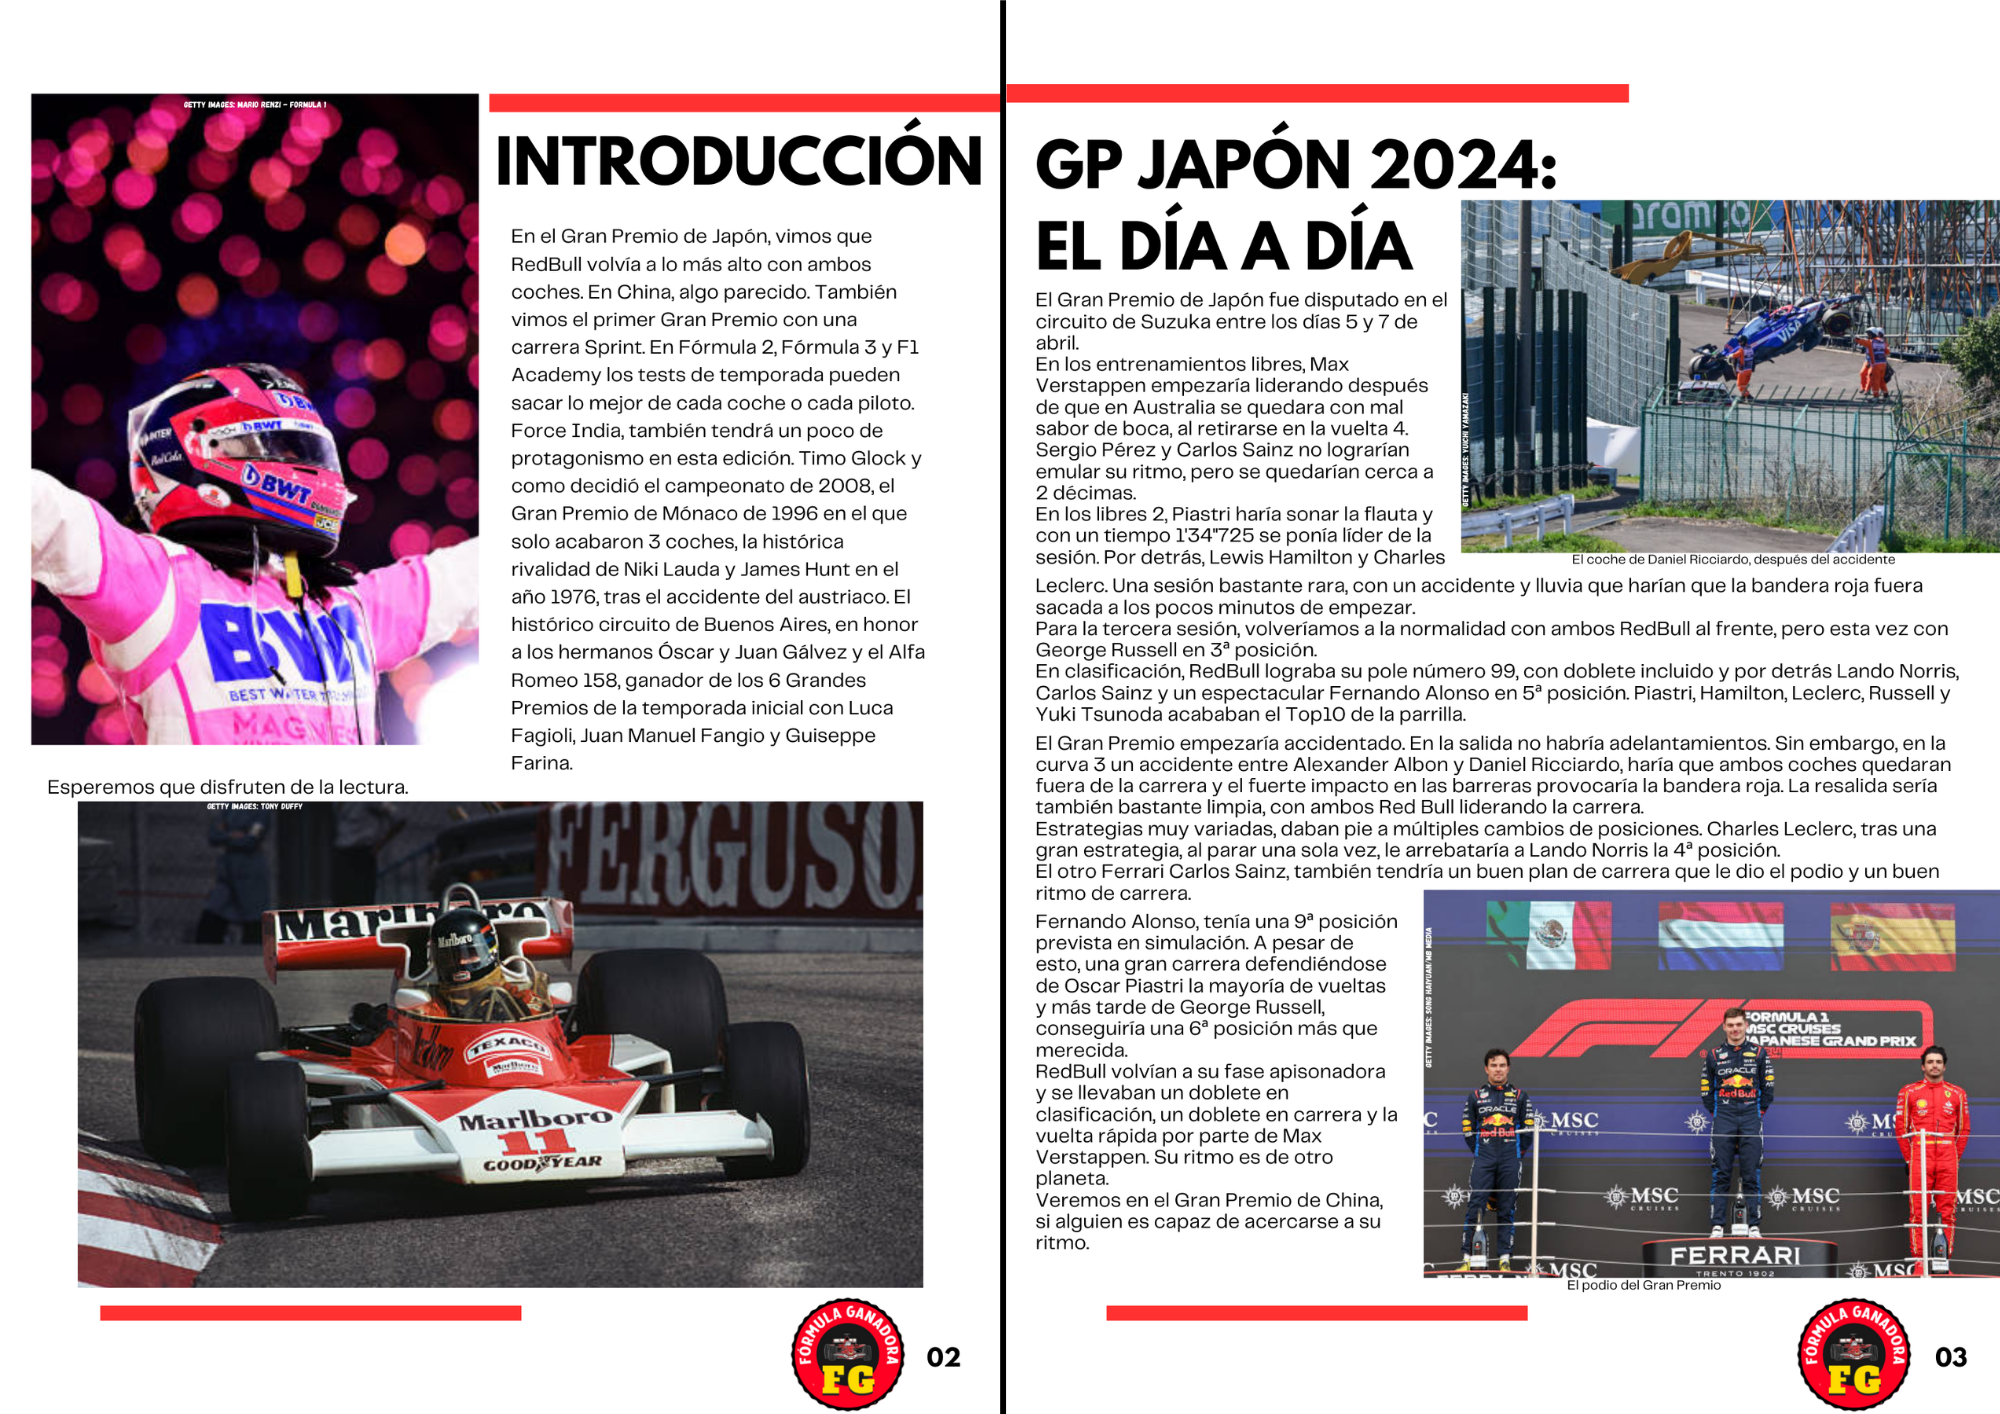 GETTY IMAGES: MARIO RENZI - FORMULA 1
INTRODUCCIÓN
En el Gran Premio de Japón, vimos que
RedBull volvía a lo más alto con ambos
coches. En China, algo parecido. También
vimos el primer Gran Premio con una
carrera Sprint. En Fórmula 2, Fórmula 3 y F1
Academy los tests de temporada pueden
sacar lo mejor de cada coche o cada piloto.
Force India, también tendrá un poco de
protagonismo en esta edición. Timo Glock y
como decidió el campeonato de 2008, el
Gran Premio de Mónaco de 1996 en el que
solo acabaron 3 coches, la histórica
rivalidad de Niki Lauda y James Hunt en el
año 1976, tras el accidente del austriaco. El
histórico circuito de Buenos Aires, en honor
a los hermanos Óscar y Juan Gálvez y el Alfa
Romeo 158, ganador de los 6 Grandes
Premios de la temporada inicial con Luca
Fagioli, Juan Manuel Fangio y Guiseppe
Farina.
BWT
BWT
BWT
BEST WATER
Esperemos que disfruten de la lectura.
GETTY IMAGES: TONY DUFFY
FERGUSO
Marlboro
Marlboro
Marlboro
TEXACO
Marlboro
Marlboro
11
GOODYEAR
FÓRMULA GANADORA
FG
02
GP JAPÓN 2024:
EL DÍA A DÍA
El Gran Premio de Japón fue disputado en el
circuito de Suzuka entre los días 5 y 7 de
abril.
En los entrenamientos libres, Max
Verstappen empezaría liderando después
de que en Australia se quedara con mal
sabor de boca, al retirarse en la vuelta 4.
Sergio Pérez y Carlos Sainz no lograrían
emular su ritmo, pero se quedarían cerca a
2 décimas.
En los libres 2, Piastri haría sonar la flauta y
con un tiempo 1'34"725 se ponía líder de la
sesión. Por detrás, Lewis Hamilton y Charles
Leclerc. Una sesión bastante rara, con un accidente y lluvia que harían que la bandera roja fuera
sacada a los pocos minutos de empezar.
Para la tercera sesión, volveríamos a la normalidad con ambos RedBull al frente, pero esta vez con
George Russell en 3ª posición.
En clasificación, RedBull lograba su pole número 99, con doblete incluido y por detrás Lando Norris,
Carlos Sainz y un espectacular Fernando Alonso en 5ª posición. Piastri, Hamilton, Leclerc, Russell y
Yuki Tsunoda acababan el Top10 de la parrilla.
El Gran Premio empezaría accidentado. En la salida no habría adelantamientos. Sin embargo, en la
curva 3 un accidente entre Alexander Albon y Daniel Ricciardo, haría que ambos coches quedaran
fuera de la carrera y el fuerte impacto en las barreras provocaría la bandera roja. La resalida sería
también bastante limpia, con ambos Red Bull liderando la carrera.
Estrategias muy variadas, daban pie a múltiples cambios de posiciones. Charles Leclerc, tras una
gran estrategia, al parar una sola vez, le arrebataría a Lando Norris la 4ª posición.
El otro Ferrari Carlos Sainz, también tendría un buen plan de carrera que le dio el podio y un buen
ritmo de carrera.
Fernando Alonso, tenía una 9ª posición
prevista en simulación. A pesar de
esto, una gran carrera defendiéndose
de Oscar Piastri la mayoría de vueltas
y más tarde de George Russell,
conseguiría una 6ª posición más que
merecida.
RedBull volvían a su fase apisonadora
y se llevaban un doblete en
clasificación, un doblete en carrera y la
vuelta rápida por parte de Max
Verstappen. Su ritmo es de otro
planeta.
Veremos en el Gran Premio de China,
si alguien es capaz de acercarse a su
ritmo.
aramco
VISA
GETTY IMAGES: YUICHI YAMAZAKI
El coche de Daniel Ricciardo, después del accidente
GETTY IMAGES: SONG HAIYUAN/MB MEDIA
FORMULA 1
MSC CRUISES
JAPANESE GRAND PRIX
ORACLE
Red Bull
ORACLE
Red Bull
MSC
CRUISES
MSC
CRUISES
MSC
CRUISES
MSC
FERRARI
TRENTO 1902
El podio del Gran Premio
FÓRMULA GANADORA
FG
03